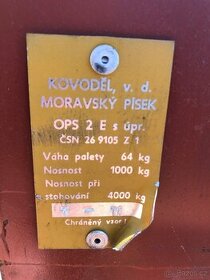 KOVODĚL, v. d.
MORAVSKÝ PÍSEK
OPS 2 E s úpr.
ČSN 26 9105 Z 1
Váha palety 64 kg
Nosnost 1000 kg
Nosnost při
stohování 4000 kg
Chráněný vzor!